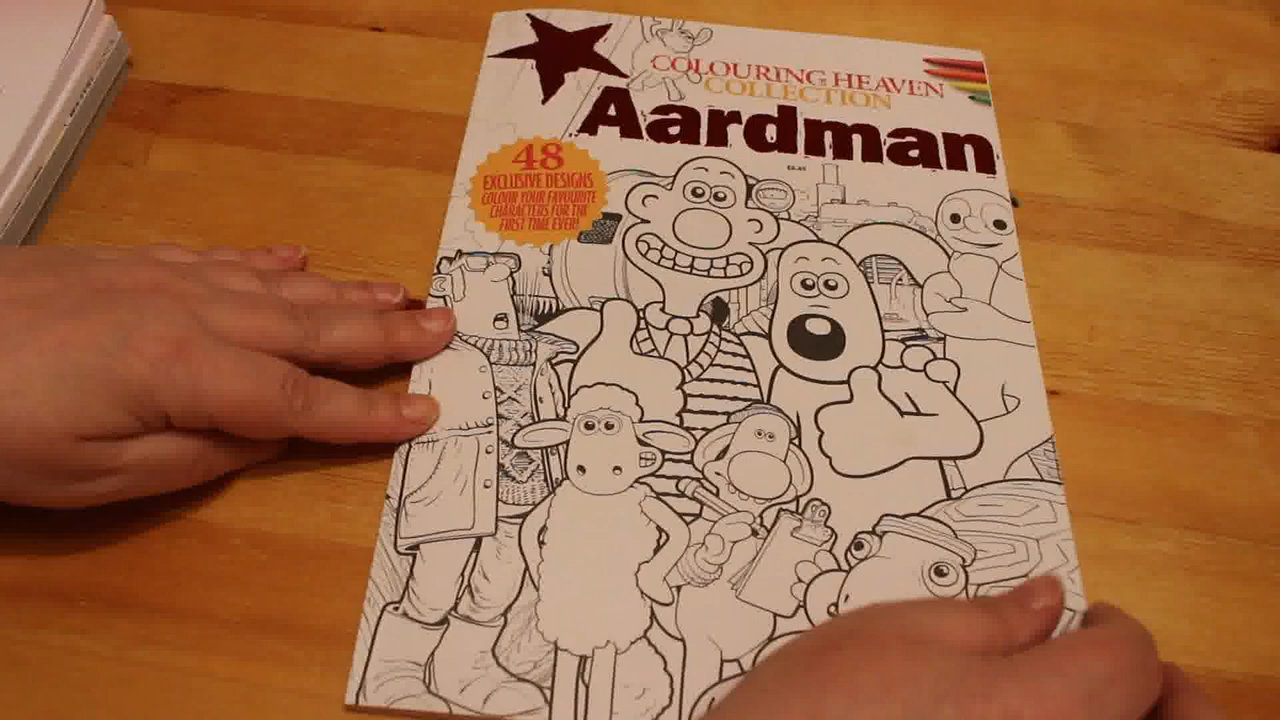 COLOURING HEAVEN
COLLECTION
Aardman
48
EXCLUSIVE DESIGNS
COLOUR YOUR FAVOURITE
CHARACTERS FOR THE
FIRST TIME EVER!